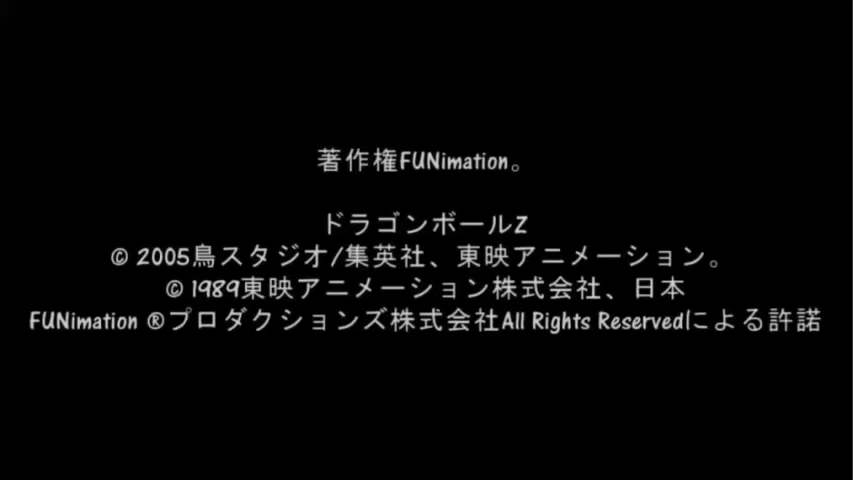 著作権FUNimation。
ドラゴンボールZ
© 2005鳥スタジオ/集英社、東映アニメーション。
© 1989東映アニメーション株式会社、日本
FUNimation ®プロダクションズ株式会社All Rights Reservedによる許諾